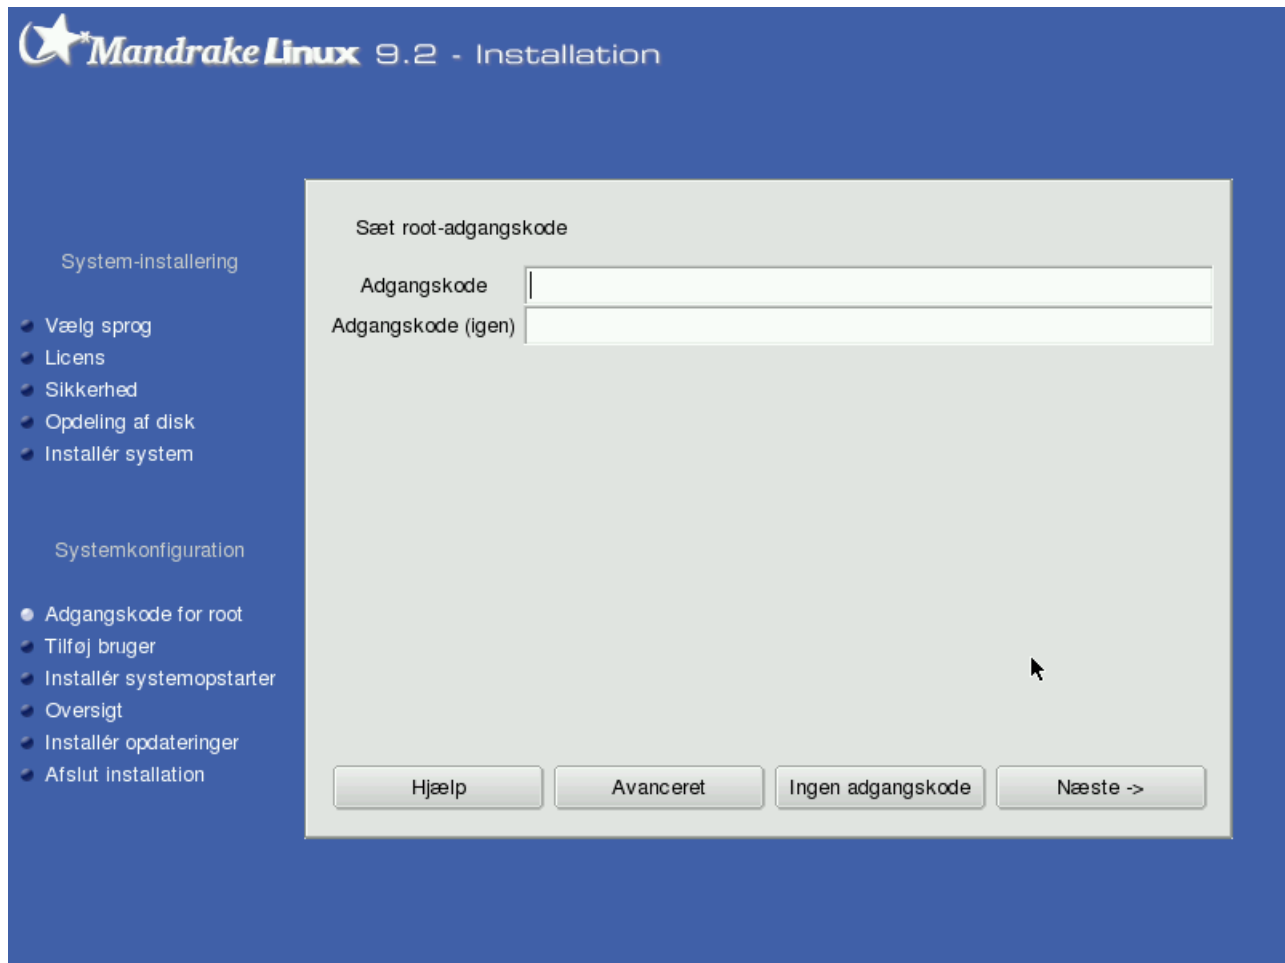 Mandrake Linux 9.2 - Installation
System-installering
Vælg sprog
Licens
Sikkerhed
Opdeling af disk
Installér system
Systemkonfiguration
Adgangskode for root
Tilføj bruger
Installér systemopstarter
Oversigt
Installér opdateringer
Afslut installation
Sæt root-adgangskode
Adgangskode
Adgangskode (igen)
Hjælp
Avanceret
Ingen adgangskode
Næste ->